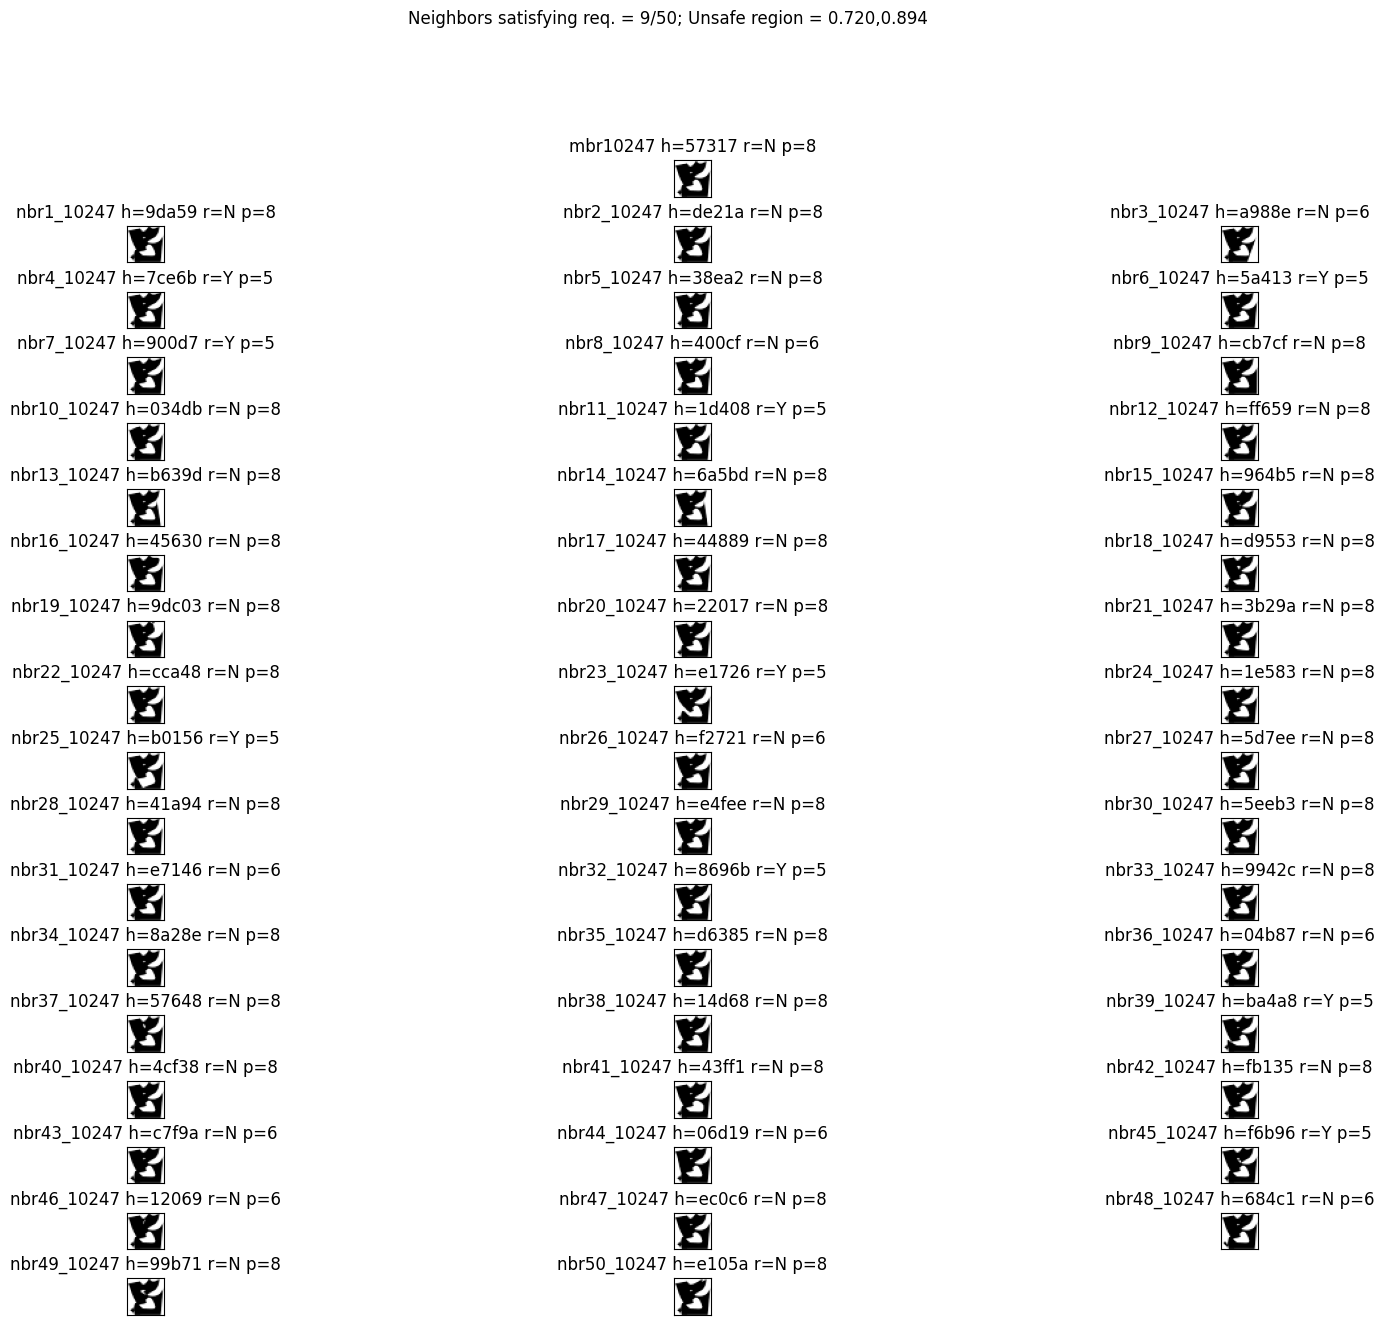 Neighbors satisfying req. = 9/50; Unsafe region = 0.720,0.894
mbr10247 h=57317 r=N p=8
nbr1_10247 h=9da59 r=N p=8
nbr2_10247 h=de21a r=N p=8
nbr3_10247 h=a988e r=N p=6
nbr4_10247 h=7ce6b r=Y p=5
nbr5_10247 h=38ea2 r=N p=8
nbr6_10247 h=5a413 r=Y p=5
nbr7_10247 h=900d7 r=Y p=5
nbr8_10247 h=400cf r=N p=6
nbr9_10247 h=cb7cf r=N p=8
nbr10_10247 h=034db r=N p=8
nbr11_10247 h=1d408 r=Y p=5
nbr12_10247 h=ff659 r=N p=8
nbr13_10247 h=b639d r=N p=8
nbr14_10247 h=6a5bd r=N p=8
nbr15_10247 h=964b5 r=N p=8
nbr16_10247 h=45630 r=N p=8
nbr17_10247 h=44889 r=N p=8
nbr18_10247 h=d9553 r=N p=8
nbr19_10247 h=9dc03 r=N p=8
nbr20_10247 h=22017 r=N p=8
nbr21_10247 h=3b29a r=N p=8
nbr22_10247 h=cca48 r=N p=8
nbr23_10247 h=e1726 r=Y p=5
nbr24_10247 h=1e583 r=N p=8
nbr25_10247 h=b0156 r=Y p=5
nbr26_10247 h=f2721 r=N p=6
nbr27_10247 h=5d7ee r=N p=8
nbr28_10247 h=41a94 r=N p=8
nbr29_10247 h=e4fee r=N p=8
nbr30_10247 h=5eeb3 r=N p=8
nbr31_10247 h=e7146 r=N p=6
nbr32_10247 h=8696b r=Y p=5
nbr33_10247 h=9942c r=N p=8
nbr34_10247 h=8a28e r=N p=8
nbr35_10247 h=d6385 r=N p=8
nbr36_10247 h=04b87 r=N p=6
nbr37_10247 h=57648 r=N p=8
nbr38_10247 h=14d68 r=N p=8
nbr39_10247 h=ba4a8 r=Y p=5
nbr40_10247 h=4cf38 r=N p=8
nbr41_10247 h=43ff1 r=N p=8
nbr42_10247 h=fb135 r=N p=8
nbr43_10247 h=c7f9a r=N p=6
nbr44_10247 h=06d19 r=N p=6
nbr45_10247 h=f6b96 r=Y p=5
nbr46_10247 h=12069 r=N p=6
nbr47_10247 h=ec0c6 r=N p=8
nbr48_10247 h=684c1 r=N p=6
nbr49_10247 h=99b71 r=N p=8
nbr50_10247 h=e105a r=N p=8